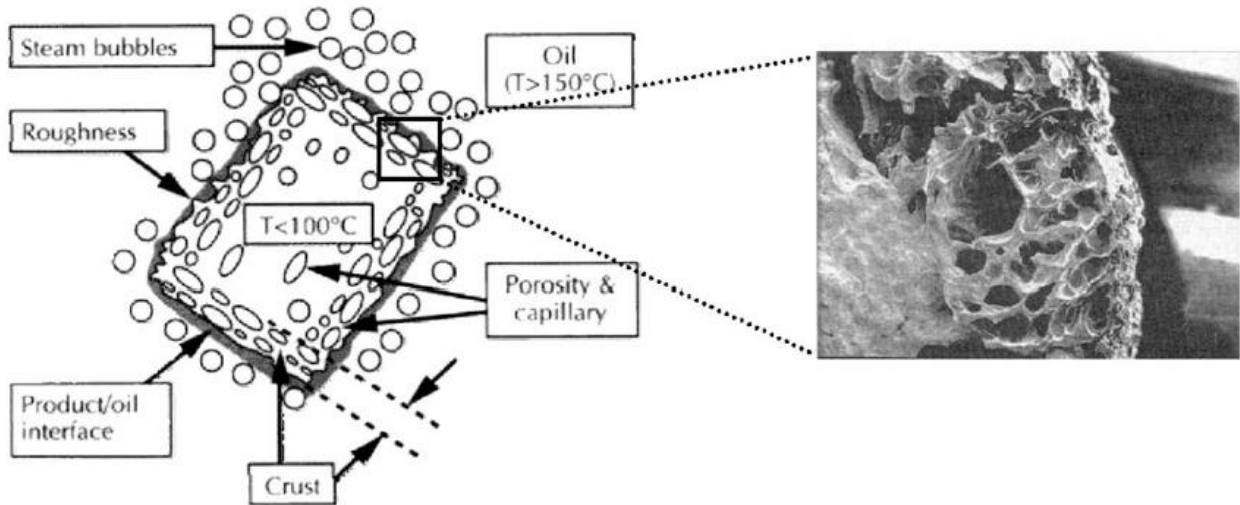 Steam bubbles
Oil
(T>150°C)
Roughness
T<100°C
Porosity &
capillary
Product/oil
interface
Crust